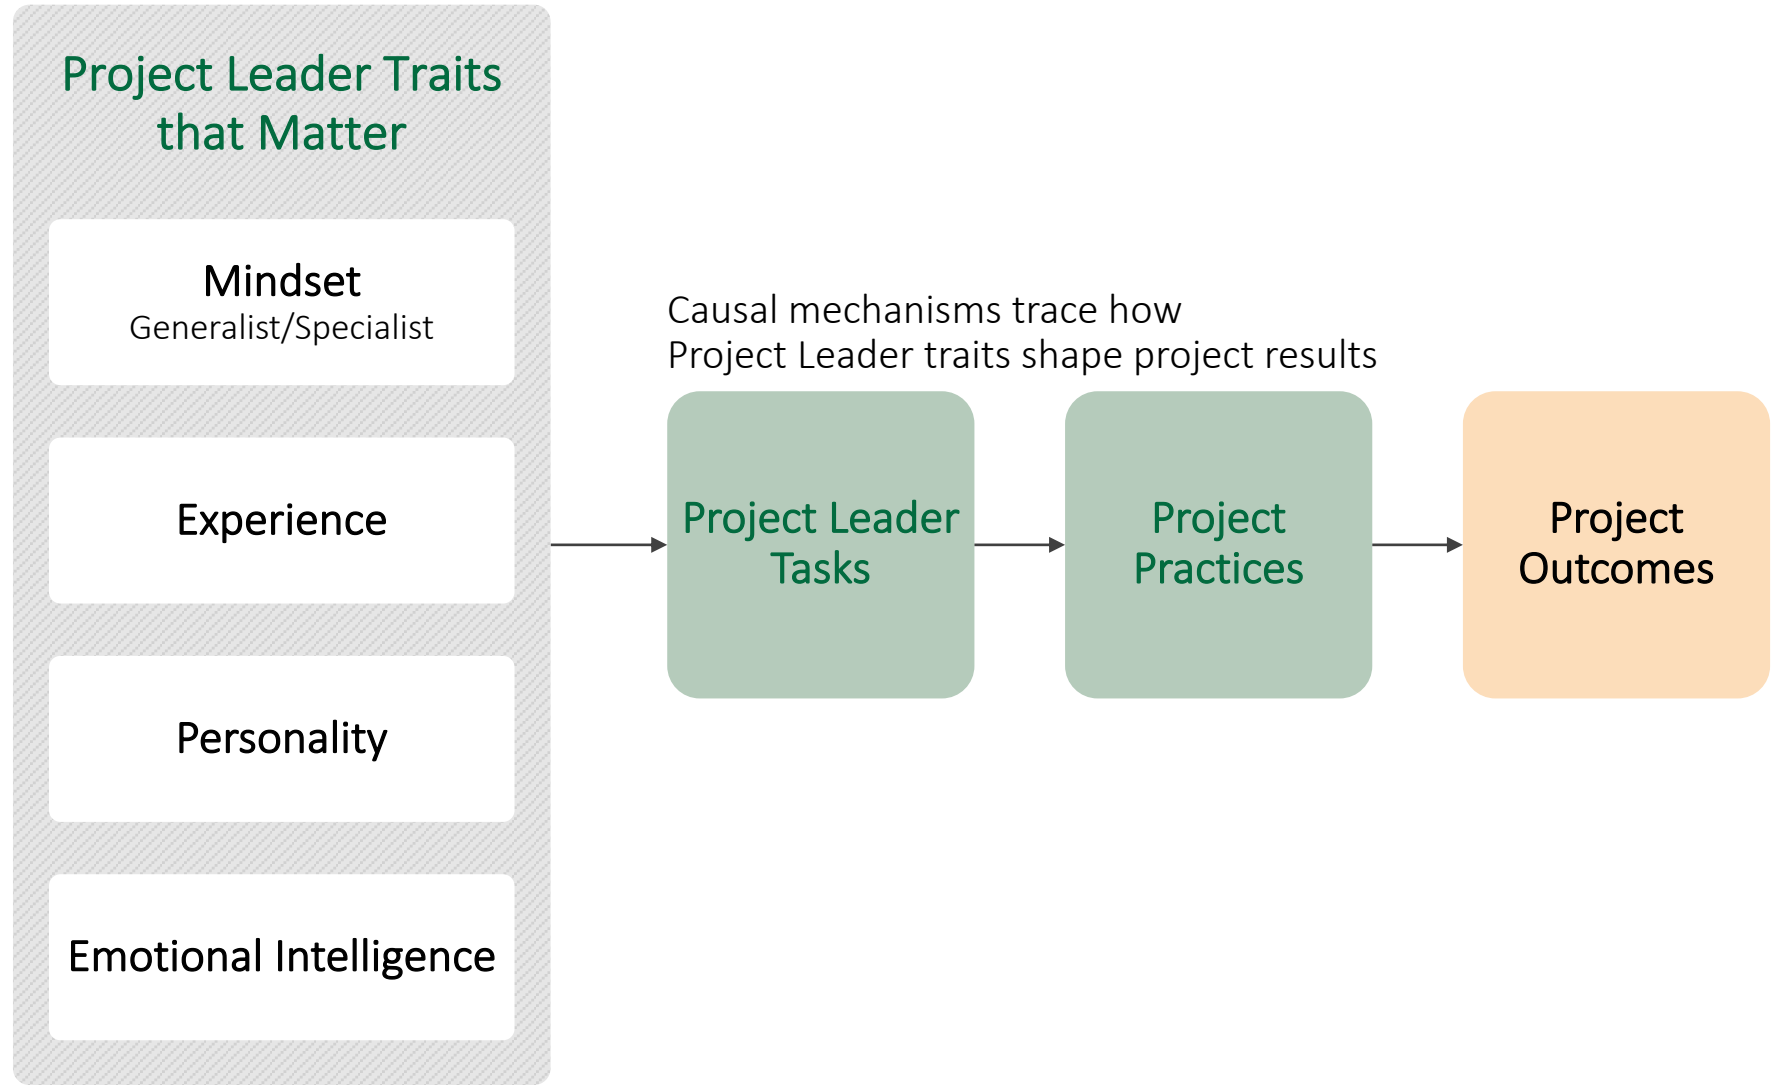 Project Leader Traits
that Matter
Mindset
Generalist/Specialist
Experience
Personality
Emotional Intelligence
Causal mechanisms trace how
Project Leader traits shape project results
Project Leader
Tasks
Project
Practices
Project
Outcomes